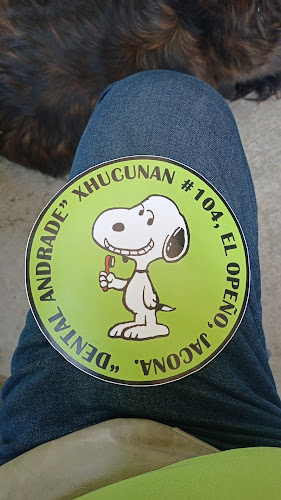 "DENTAL ANDRADE" XHUCUNAN #104, EL OPEÑO, JACONA.